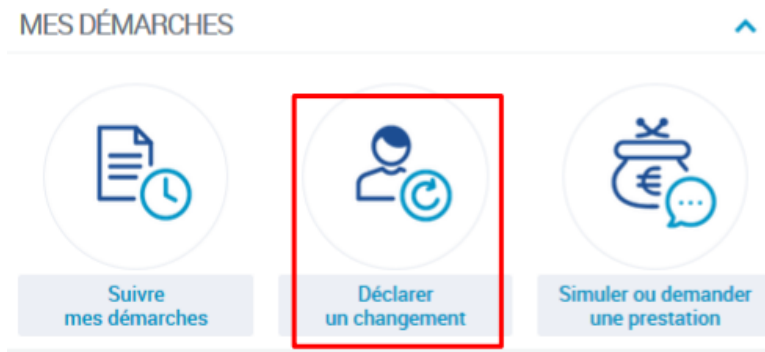 MES DÉMARCHES
€
Suivre
mes démarches
Déclarer
un changement
Simuler ou demander
une prestation